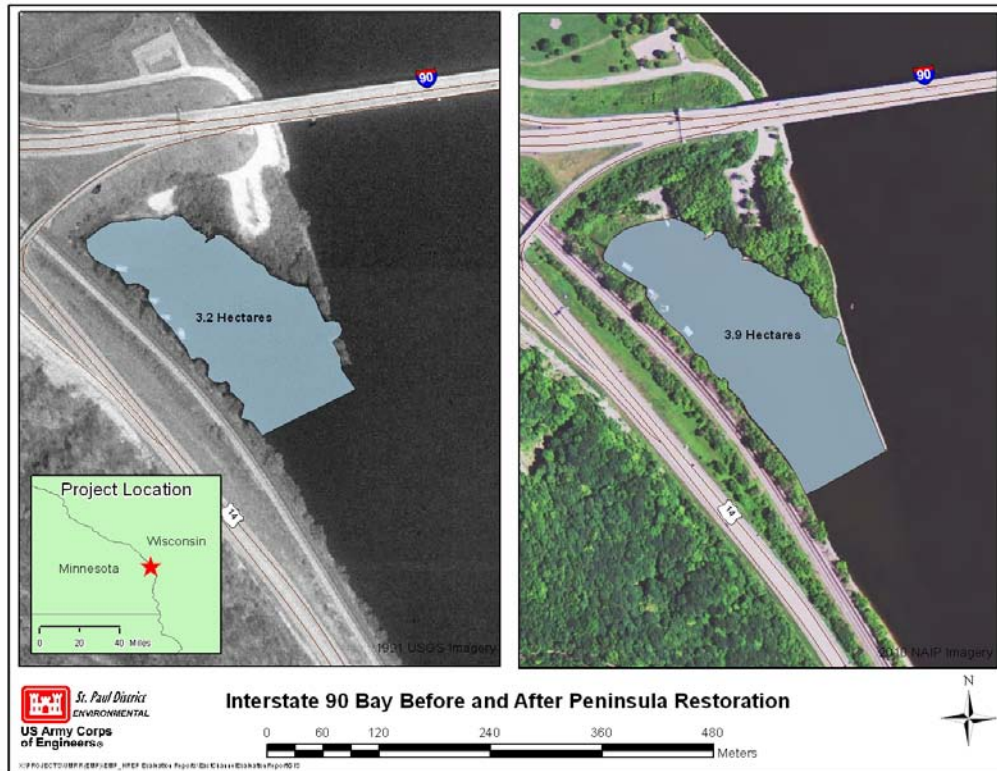 90
3.2 Hectares
14
Project Location
Wisconsin
Minnesota
0 20 40 Miles
1991 USGS Imagery
90
3.9 Hectares
14
2010 NAIP Imagery
St. Paul District
ENVIRONMENTAL
US Army Corps
of Engineers®
Interstate 90 Bay Before and After Peninsula Restoration
0 60 120 240 360 480
Meters
N